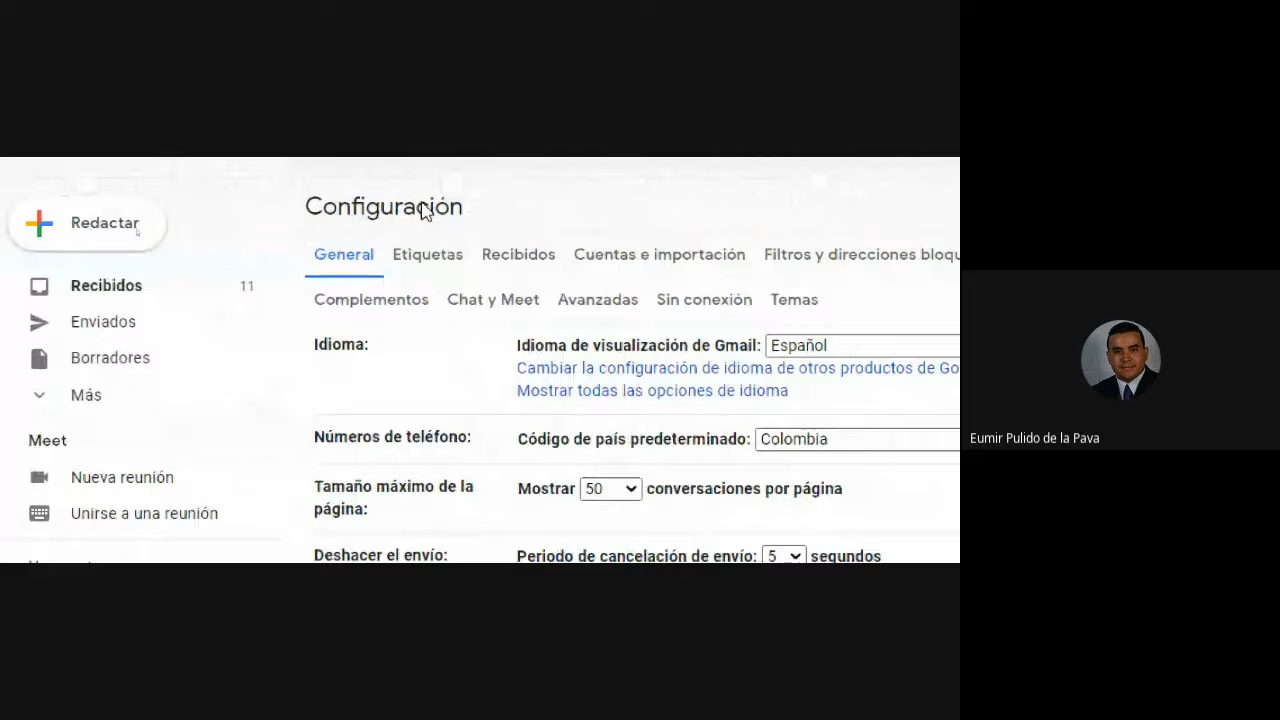 Configuración
Redactar
General Etiquetas Recibidos Cuentas e importación Filtros y direcciones bloqu
Complementos Chat y Meet Avanzadas Sin conexión Temas
Recibidos 11
Enviados
Borradores
Más
Meet
Nueva reunión
Unirse a una reunión
Idioma: Idioma de visualización de Gmail: Español
Cambiar la configuración de idioma de otros productos de Go
Mostrar todas las opciones de idioma
Números de teléfono: Código de país predeterminado: Colombia
Tamaño máximo de la
página:
Mostrar 50 conversaciones por página
Deshacer el envío: Periodo de cancelación de envío: 5 segundos
Eumir Pulido de la Pava